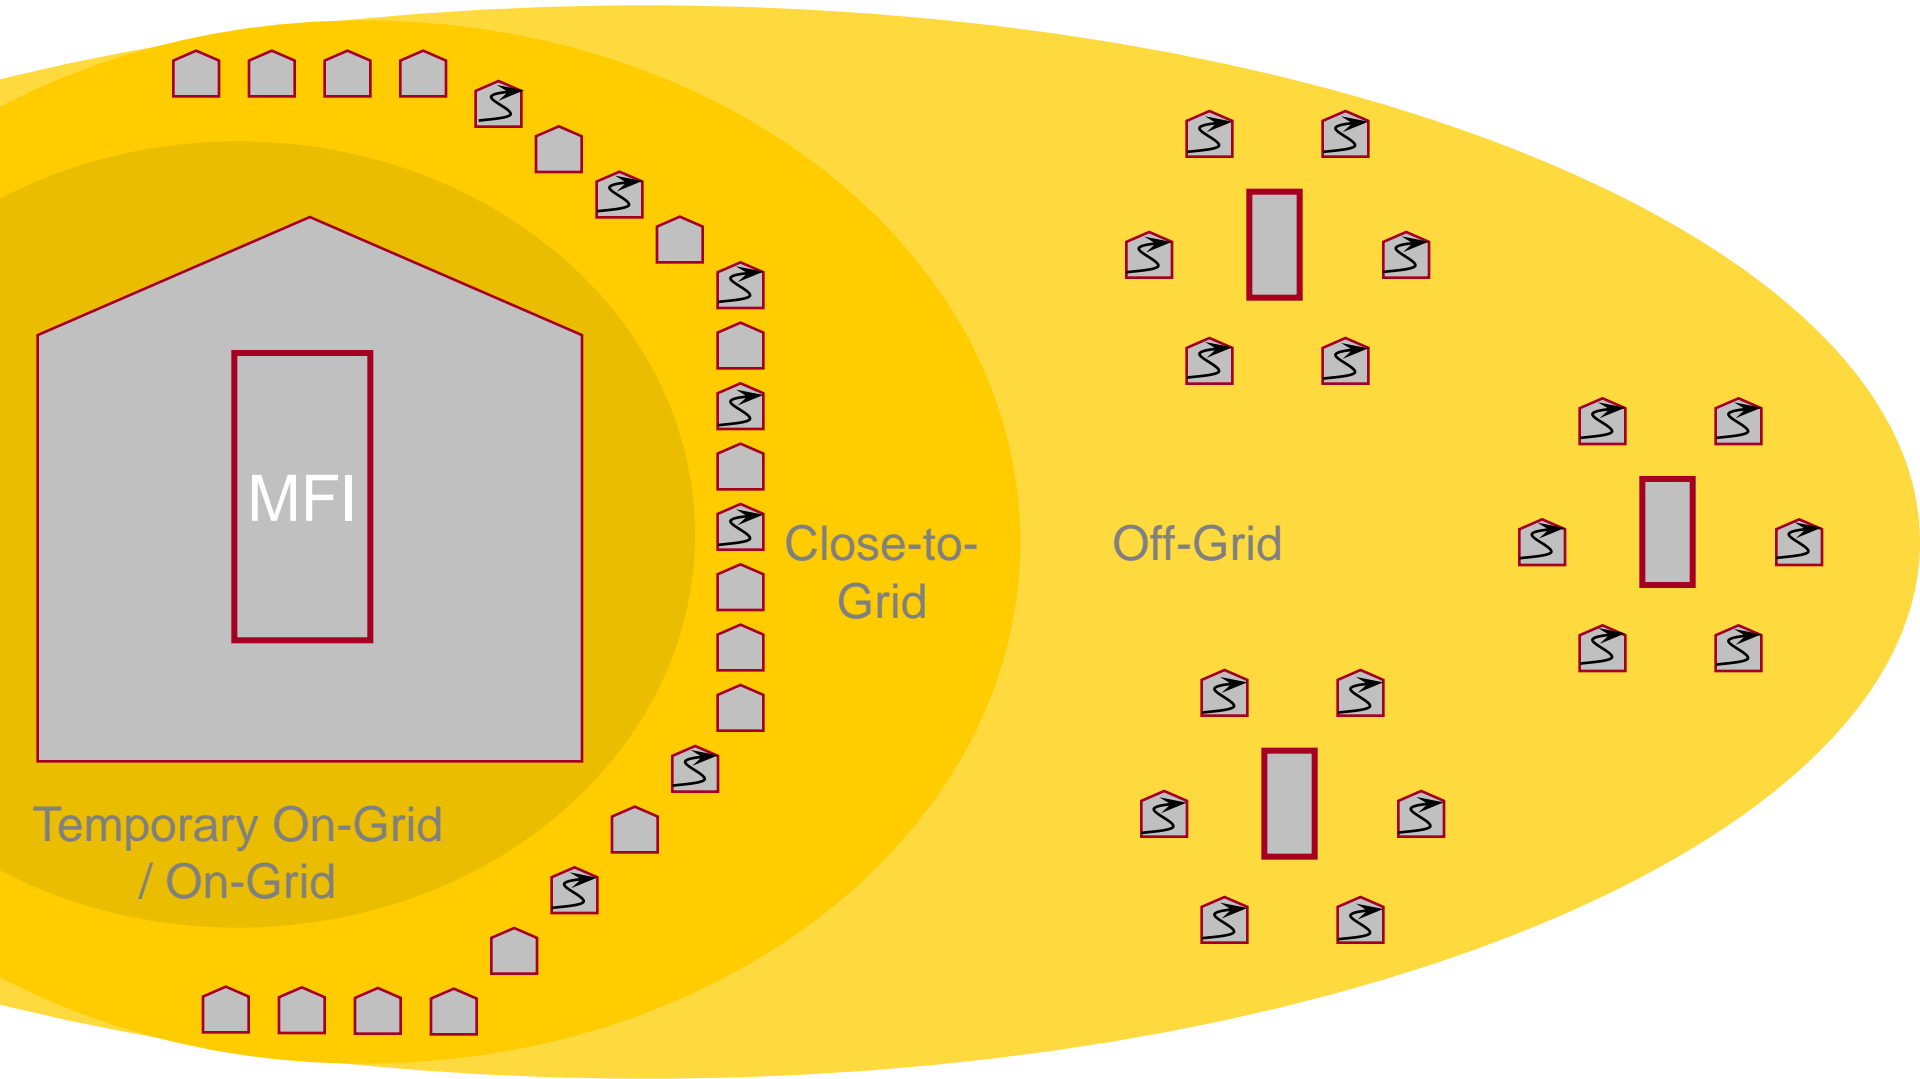 MFI
Close-to-
Grid
Off-Grid
Temporary On-Grid
/ On-Grid